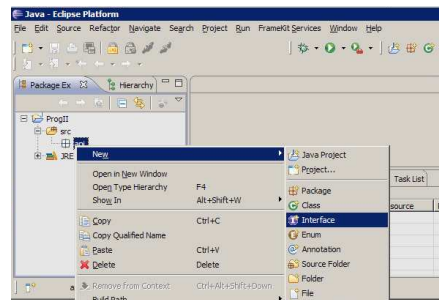 Java - Eclipse Platform
File Edit Source Refactor Navigate Search Project Run FrameKit Services Window Help
Package Ex Hierarchy
ProgII
src
JRE
New
Open in New Window
Open Type Hierarchy F4
Show In Alt+Shift+W
Copy Ctrl+C
Copy Qualified Name
Paste Ctrl+V
Delete Delete
Remove from Context Ctrl+Alt+Shift+Down
Build Path
Java Project
Project...
Package
Class
Interface
Enum
Annotation
Source Folder
Folder
File
Task List
source